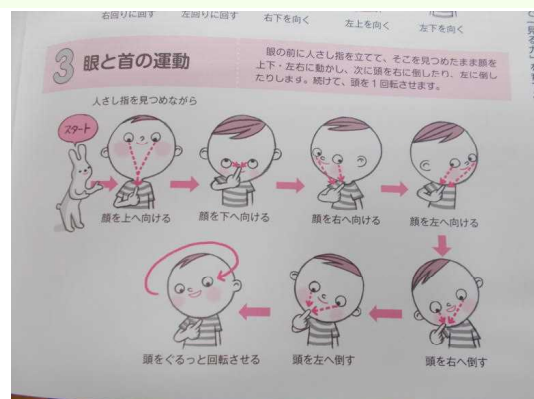 右回りに回す
左回りに回す
右下を向く
左上を向く
左下を向く
3 眼と首の運動
眼の前に人さし指を立てて、そこを見つめたまま顔を
上下・左右に動かし、次に頭を右に倒したり、左に倒し
たりします。続けて、頭を1回転させます。
人さし指を見つめながら
スタート
顔を上へ向ける
顔を下へ向ける
顔を右へ向ける
顔を左へ向ける
頭をぐるっと回転させる
頭を左へ倒す
頭を右へ倒す